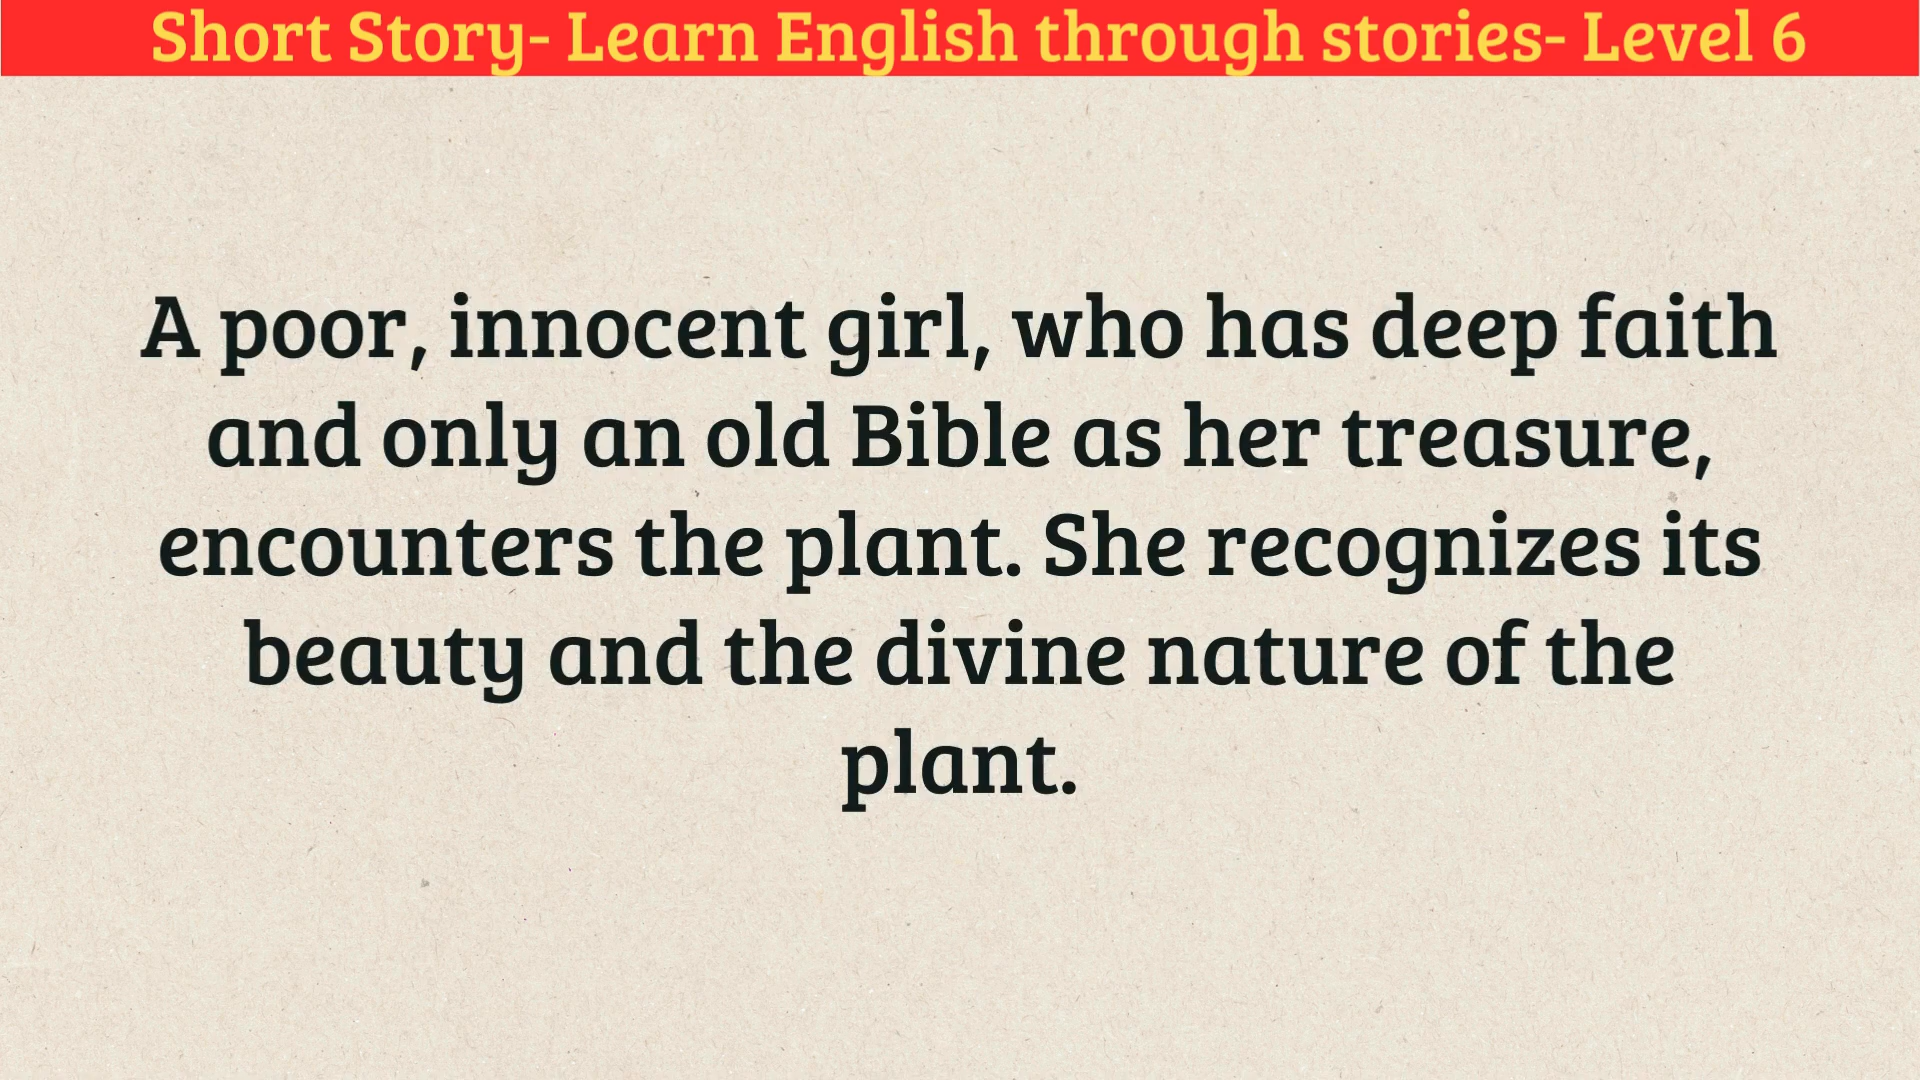 Short Story- Learn English through stories- Level 6
A poor, innocent girl, who has deep faith
and only an old Bible as her treasure,
encounters the plant. She recognizes its
beauty and the divine nature of the
plant.